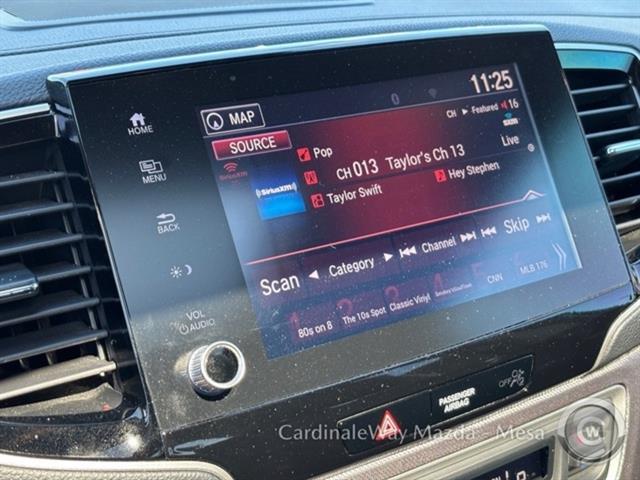 11:25
MAP
CH ▶ Featured 16
SOURCE
Pop
SXM
HOME
Live
CH 013 Taylor's Ch 13
SiriusXM
SiriusXM
MENU
Taylor Swift
Hey Stephen
BACK
Scan ◀ Category ▶ Channel Skip
VOL
AUDIO
80s on 8 The 10s Spot Classic Vinyl CNN MLB 176
PASSENGER
AIRBAG
CardinaleWay Mazda - Mesa